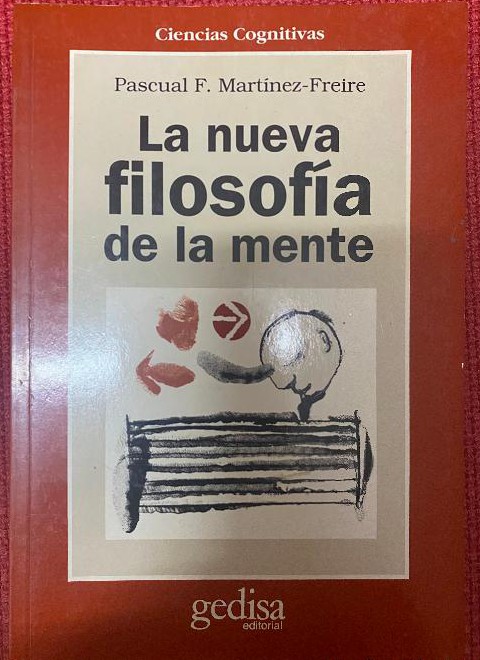 Ciencias Cognitivas
Pascual F. Martínez-Freire
La nueva
filosofía
de la mente
gedisa
editorial